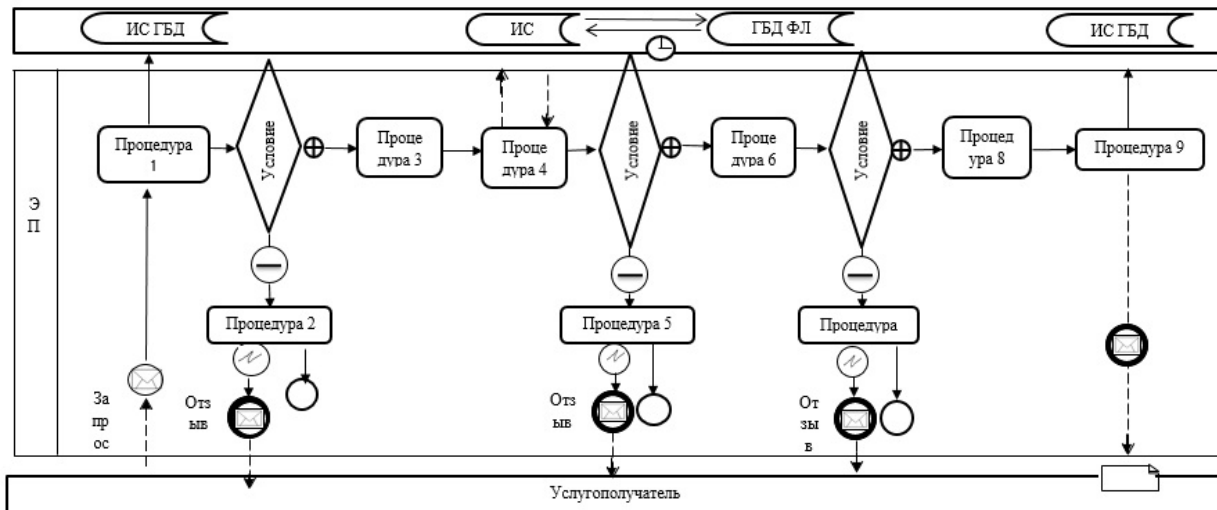 ИС ГБД
ИС
ГБД ФЛ
ИС ГБД
Э
П
Процедура
1
Условие
Проце
дура 3
Проце
дура 4
Условие
Проце
дура 6
Условие
Процед
ура 8
Процедура 9
Процедура 2
Процедура 5
Процедура
За
прос
Отз
ыв
Отз
ыв
От
зы
в
Услугополучатель